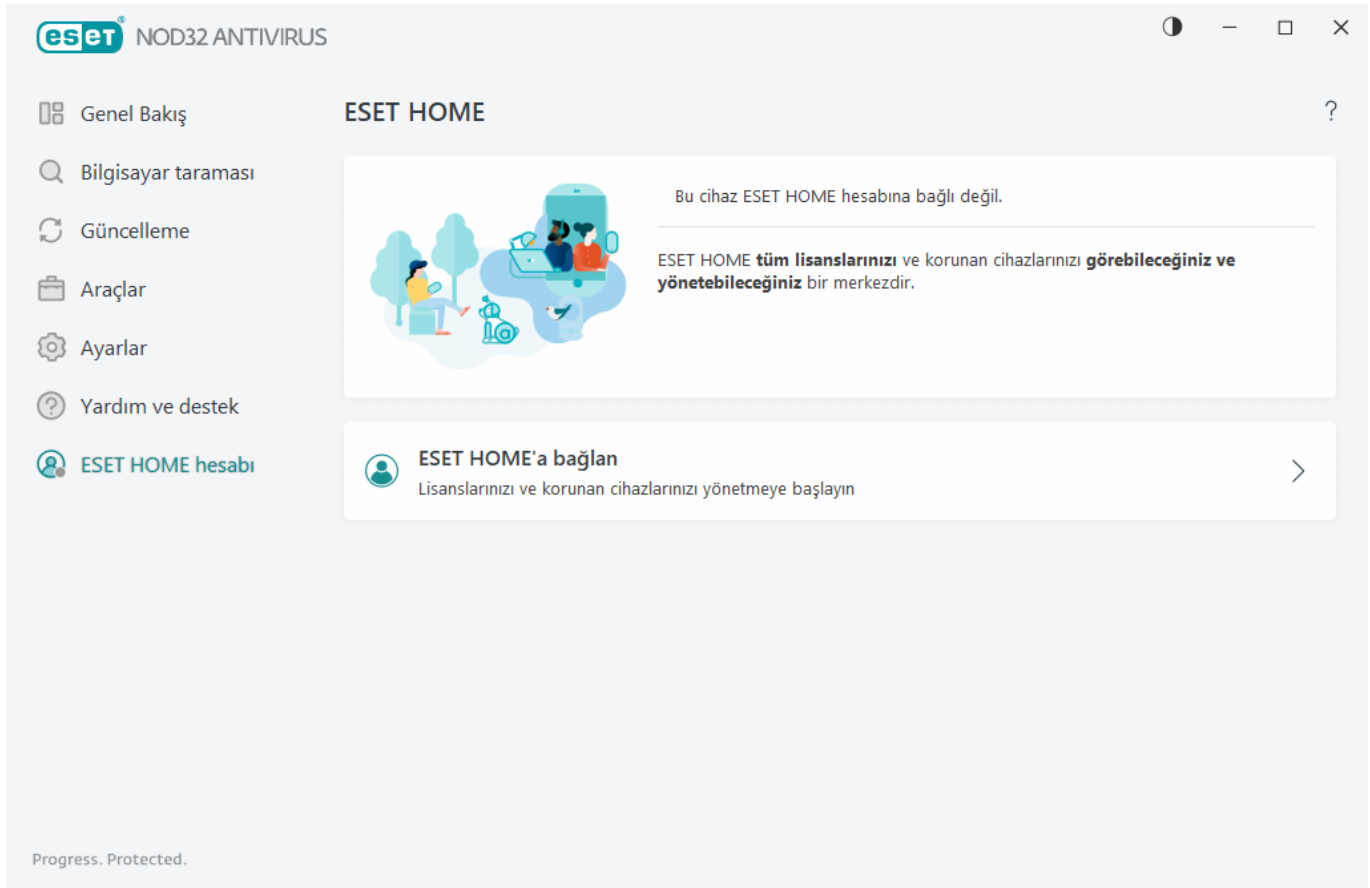 eset® NOD32 ANTIVIRUS
Genel Bakış
Bilgisayar taraması
Güncelleme
Araçlar
Ayarlar
Yardım ve destek
ESET HOME hesabı
ESET HOME
?
Bu cihaz ESET HOME hesabına bağlı değil.
ESET HOME tüm lisanslarınızı ve korunan cihazlarınızı görebileceğiniz ve
yönetebileceğiniz bir merkezdir.
ESET HOME'a bağlan
Lisanslarınızı ve korunan cihazlarınızı yönetmeye başlayın
Progress. Protected.